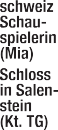 schweiz
Schau-
spielerin
(Mia)
Schloss
in Salen-
stein
(Kt. TG)